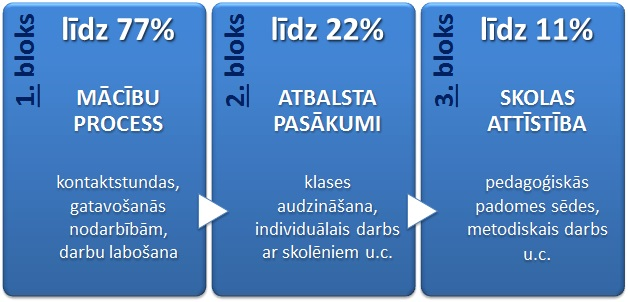 1. bloks
līdz 77%
MĀCĪBU
PROCESS
kontaktstundas,
gatavošanās
nodarbībām,
darbu labošana
2. bloks
līdz 22%
ATBALSTA
PASĀKUMI
klases
audzināšana,
individuālais darbs
ar skolēniem u.c.
3. bloks
līdz 11%
SKOLAS
ATTĪSTĪBA
pedagoģiskās
padomes sēdes,
metodiskais darbs
u.c.